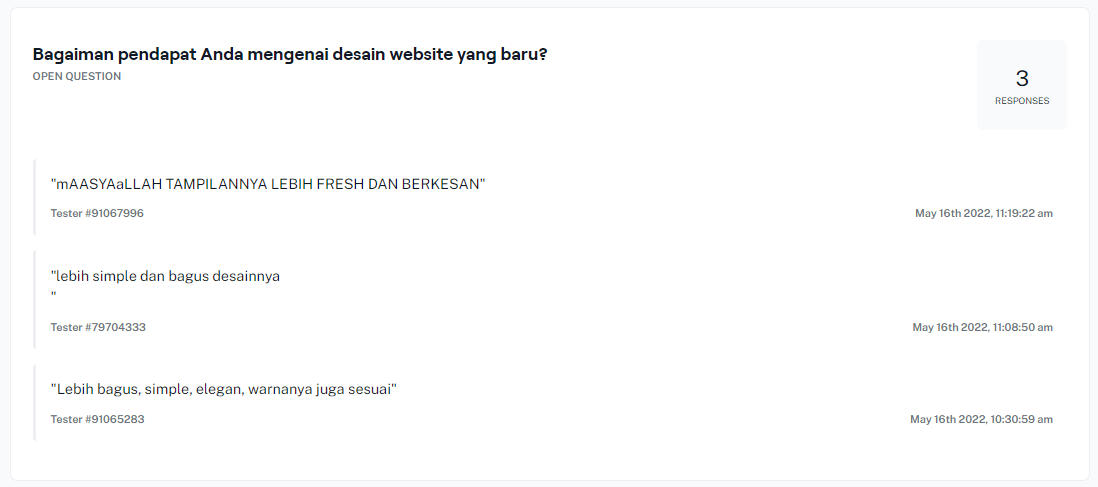 Bagaiman pendapat Anda mengenai desain website yang baru?
OPEN QUESTION
3
RESPONSES
"mAASYAaLLAH TAMPILANNYA LEBIH FRESH DAN BERKESAN"
Tester #91067996
May 16th 2022, 11:19:22 am
"lebih simple dan bagus desainnya
"
Tester #79704333
May 16th 2022, 11:08:50 am
"Lebih bagus, simple, elegan, warnanya juga sesuai"
Tester #91065283
May 16th 2022, 10:30:59 am